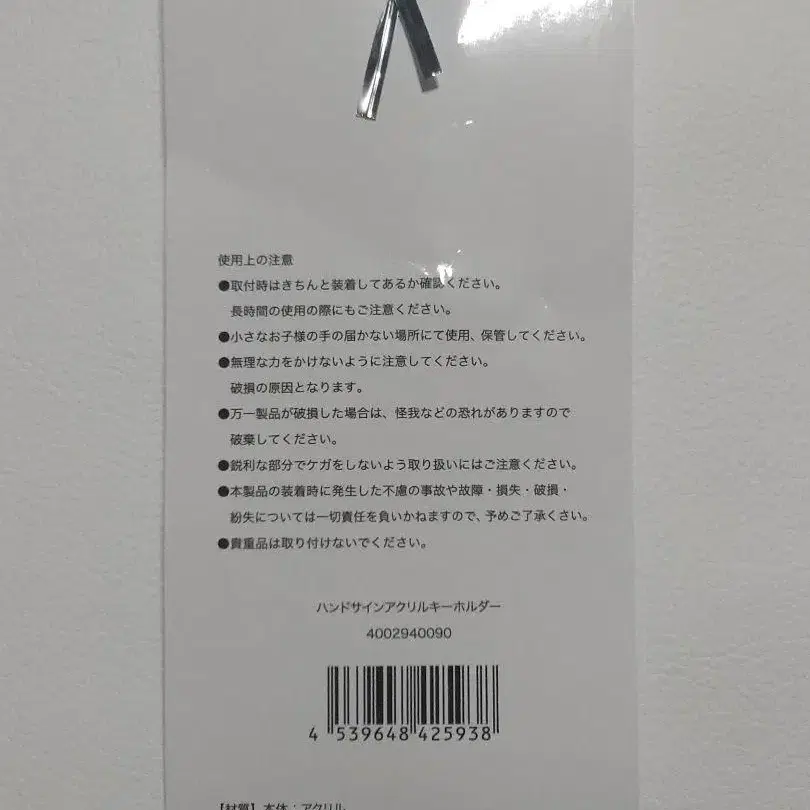 使用上の注意
●取付時はきちんと装着してあるか確認ください。
長時間の使用の際にもご注意ください。
●小さなお子様の手の届かない場所にて使用、保管してください。
●無理な力をかけないように注意してください。
破損の原因となります。
●万一製品が破損した場合は、怪我などの恐れがありますので
破棄してください。
●鋭利な部分でケガをしないよう取り扱いにはご注意ください。
●本製品の装着時に発生した不慮の事故や故障・損失・破損・
紛失については一切責任を負いかねますので、予めご了承くさい。
●貴重品は取り付けないでください。
ハンドサインアクリルキーホルダー
4002940090
4 539648 425938
【材質】本体：アクリル